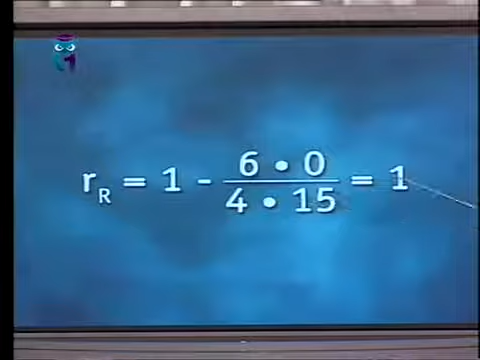 r_R = 1 - (6 • 0) / (4 • 15) = 1